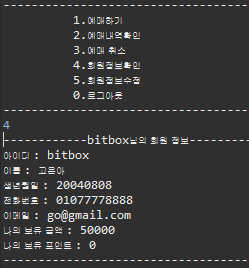 ------------------------------------
1.예매하기
2.예매내역확인
3.예매 취소
4.회원정보확인
5.회원정보수정
0.로그아웃
------------------------------------
4
------------bitbox님의 회원 정보---------
아이디 : bitbox
이름 : 고은아
생년월일 : 20040808
전화번호 : 01077778888
이메일 : go@gmail.com
나의 보유 금액 : 50000
나의 보유 포인트 : 0
------------------------------------